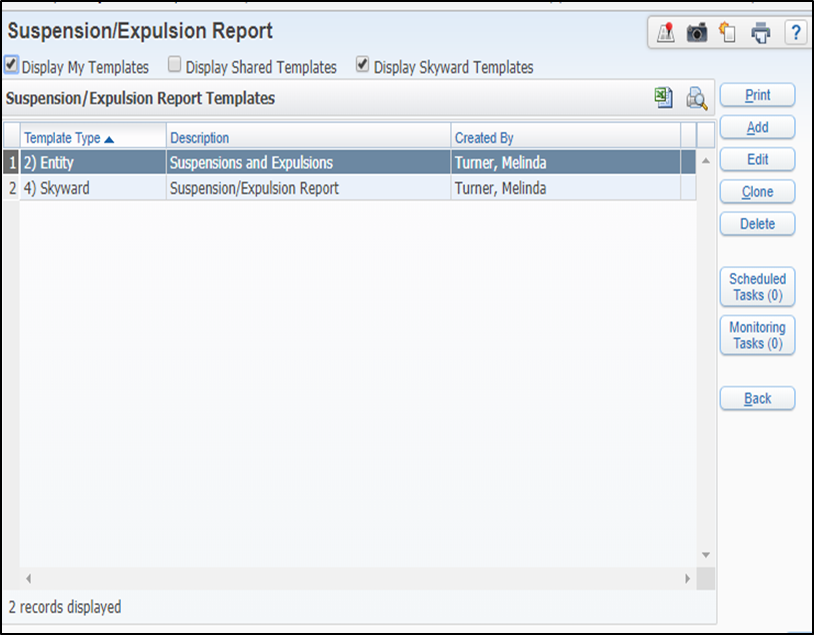 Suspension/Expulsion Report
?
Display My Templates Display Shared Templates Display Skyward Templates
Suspension/Expulsion Report Templates
Print
Add
Edit
Clone
Delete
Scheduled
Tasks (0)
Monitoring
Tasks (0)
Back
Template Type Description Created By
1 2) Entity Suspensions and Expulsions Turner, Melinda
2 4) Skyward Suspension/Expulsion Report Turner, Melinda
2 records displayed